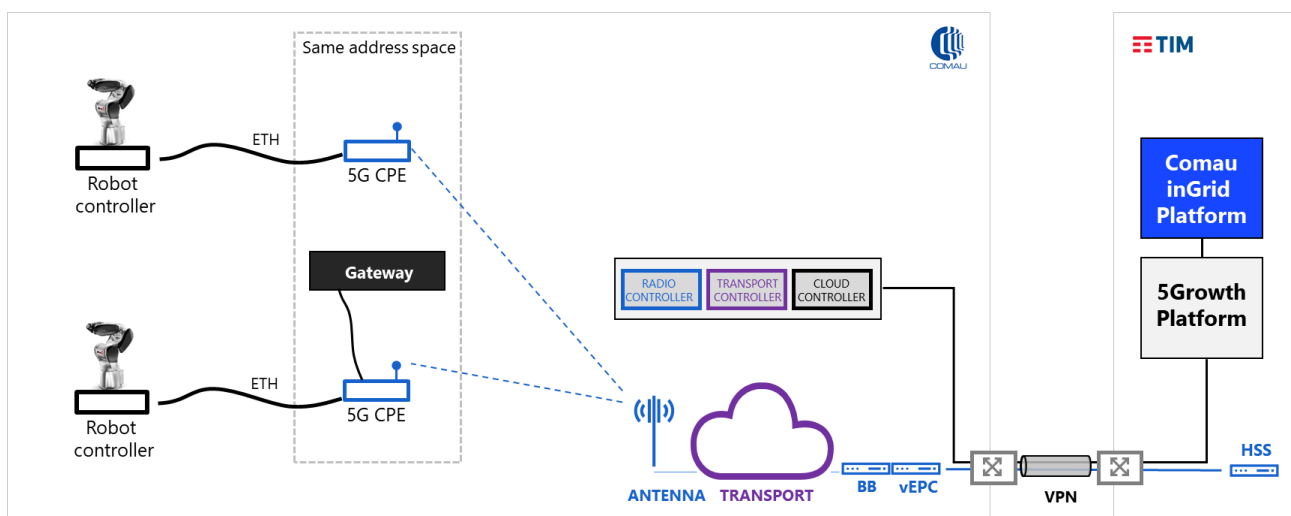 Same address space
COMAU
TIM
ETH
5G CPE
Robot
controller
Comau
inGrid
Platform
Gateway
RADIO
CONTROLLER
TRANSPORT
CONTROLLER
CLOUD
CONTROLLER
5Growth
Platform
ETH
5G CPE
Robot
controller
ANTENNA
TRANSPORT
BB
vEPC
VPN
HSS